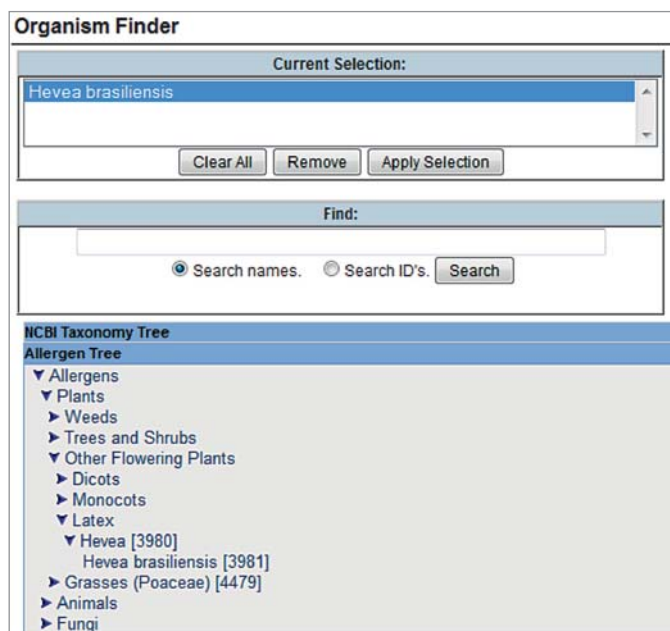 Organism Finder
Current Selection:
Hevea brasiliensis
Clear All Remove Apply Selection
Find:
Search names. Search ID's. Search
NCBI Taxonomy Tree
Allergen Tree
Allergens
Plants
Weeds
Trees and Shrubs
Other Flowering Plants
Dicots
Monocots
Latex
Hevea [3980]
Hevea brasiliensis [3981]
Grasses (Poaceae) [4479]
Animals
Fungi